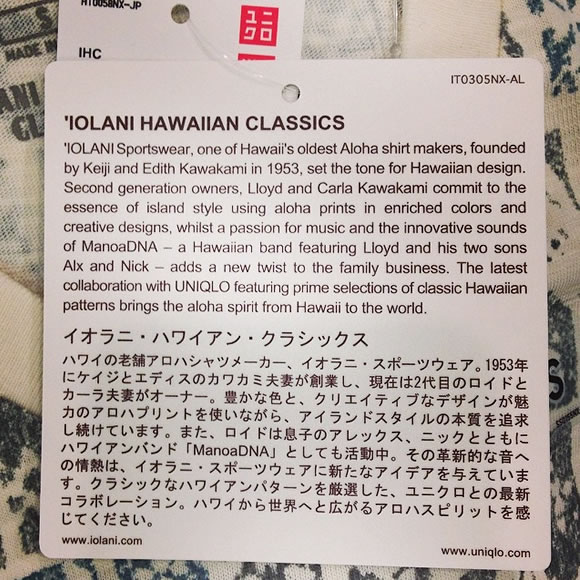 HT0058NX-JP
S
MADE IN
ユニ
クロ
IHC
IT0305NX-AL
'IOLANI HAWAIIAN CLASSICS
'IOLANI Sportswear, one of Hawaii's oldest Aloha shirt makers, founded
by Keiji and Edith Kawakami in 1953, set the tone for Hawaiian design.
Second generation owners, Lloyd and Carla Kawakami commit to the
essence of island style using aloha prints in enriched colors and
creative designs, whilst a passion for music and the innovative sounds
of ManoaDNA – a Hawaiian band featuring Lloyd and his two sons
Alx and Nick – adds a new twist to the family business. The latest
collaboration with UNIQLO featuring prime selections of classic Hawaiian
patterns brings the aloha spirit from Hawaii to the world.
イオラニ・ハワイアン・クラシックス
ハワイの老舗アロハシャツメーカー、イオラニ・スポーツウェア。1953年
にケイジとエディスのカワカミ夫妻が創業し、現在は2代目のロイドと
カーラ夫妻がオーナー。豊かな色と、クリエイティブなデザインが魅
力のアロハプリントを使いながら、アイランドスタイルの本質を追求
し続けています。また、ロイドは息子のアレックス、ニックとともに
ハワイアンバンド「ManoaDNA」としても活動中。その革新的な音へ
の情熱は、イオラニ・スポーツウェアに新たなアイデアを与えていま
す。クラシックなハワイアンパターンを厳選した、ユニクロとの最新
コラボレーション。ハワイから世界へと広がるアロハスピリットを感
じてください。
www.iolani.com
www.uniqlo.com